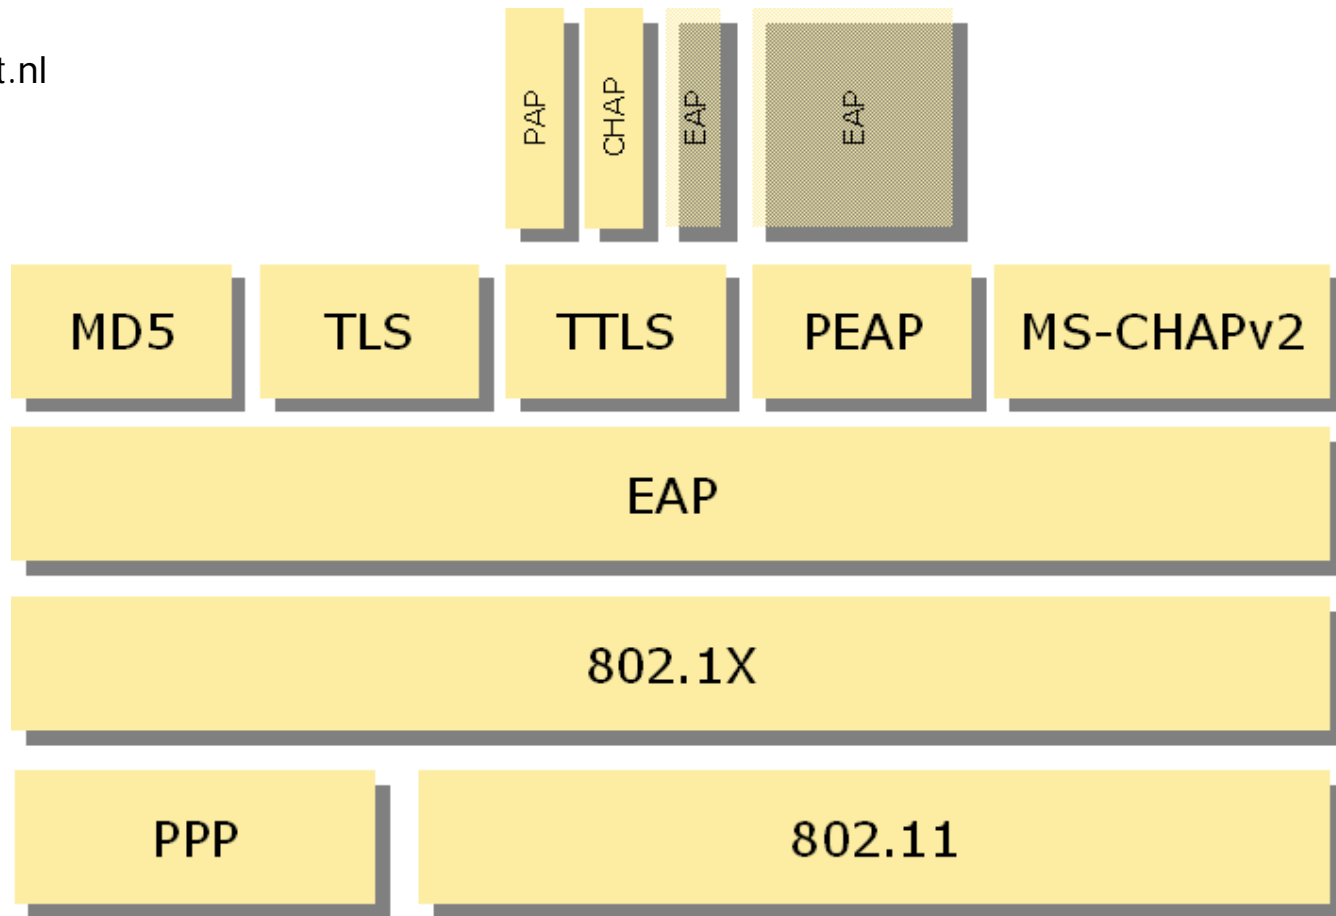 t.nl
PAP
CHAP
EAP
EAP
MD5
TLS
TTLS
PEAP
MS-CHAPv2
EAP
802.1X
PPP
802.11